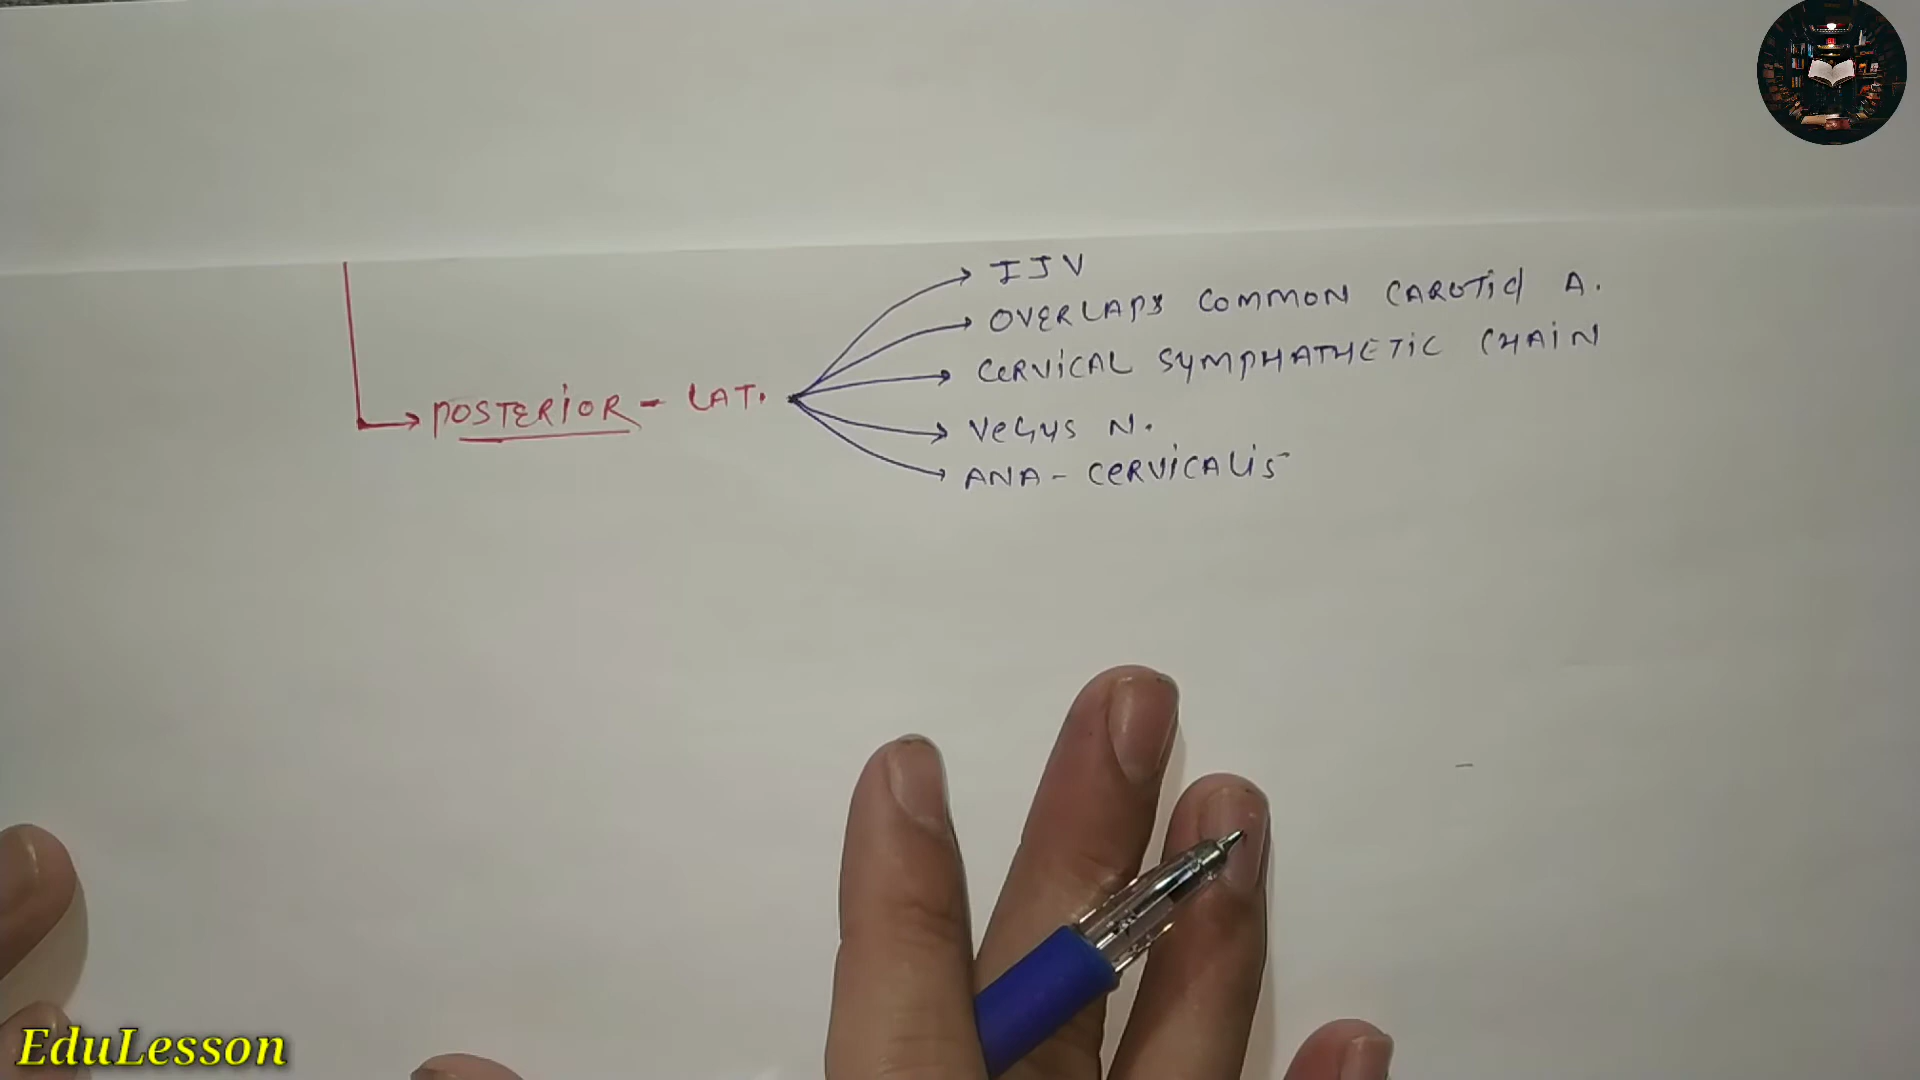 IJV
OVERLAPS COMMON CAROTID A.
CERVICAL SYMPHATHETIC CHAIN
POSTERIOR - LAT.
VEGUS N.
ANA - CERVICALIS
EduLesson